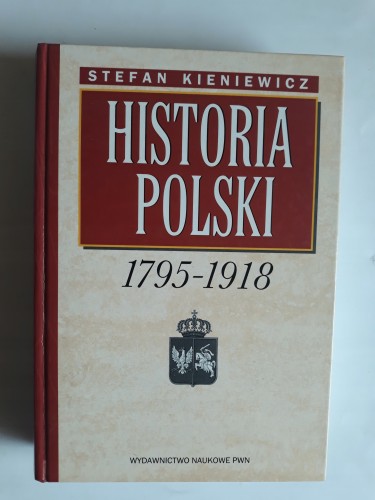 STEFAN KIENIEWICZ
HISTORIA
POLSKI
1795-1918
WYDAWNICTWO NAUKOWE PWN